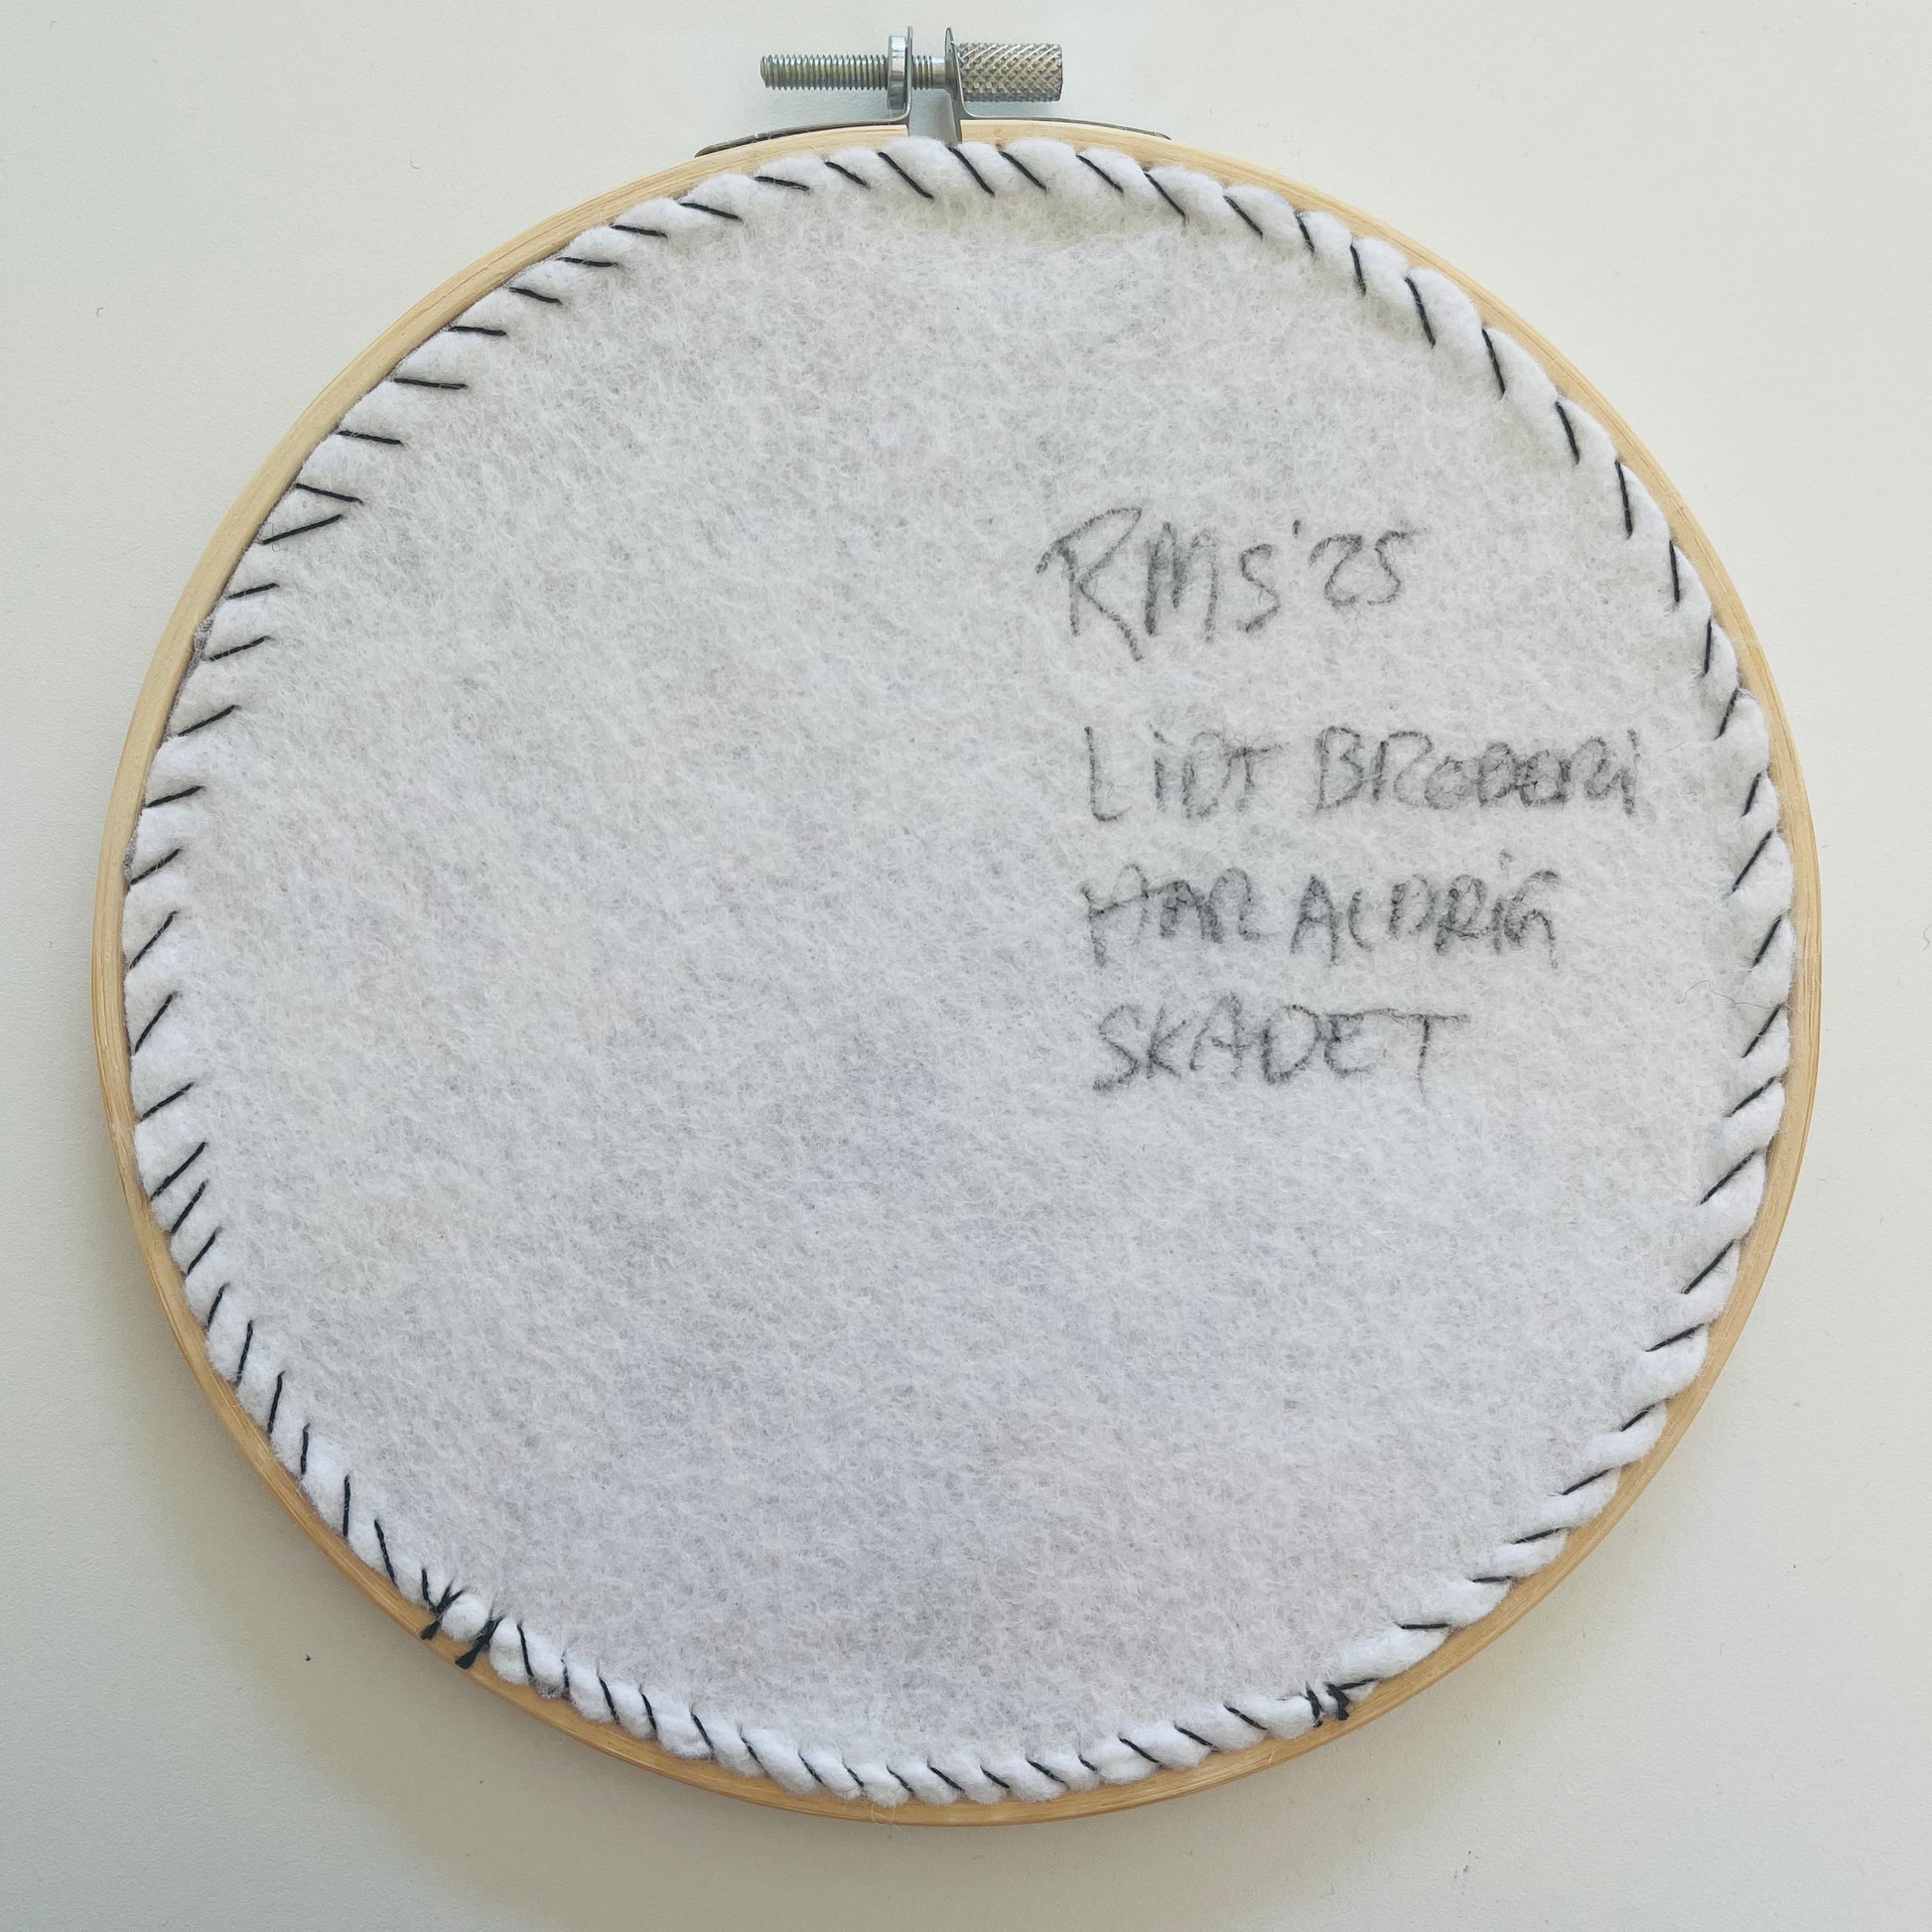 RMS '25
LiDT BRODERi
HAR ALDRiG
SKADET